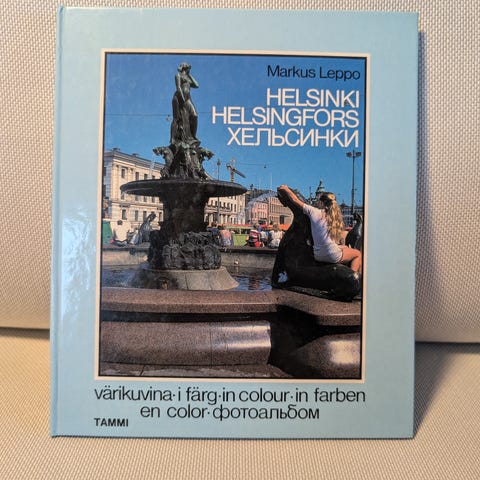 Markus Leppo
HELSINKI
HELSINGFORS
ХЕЛЬСИНКИ
värikuvina·i färg·in colour·in farben
en color·фотоальбом
TAMMI